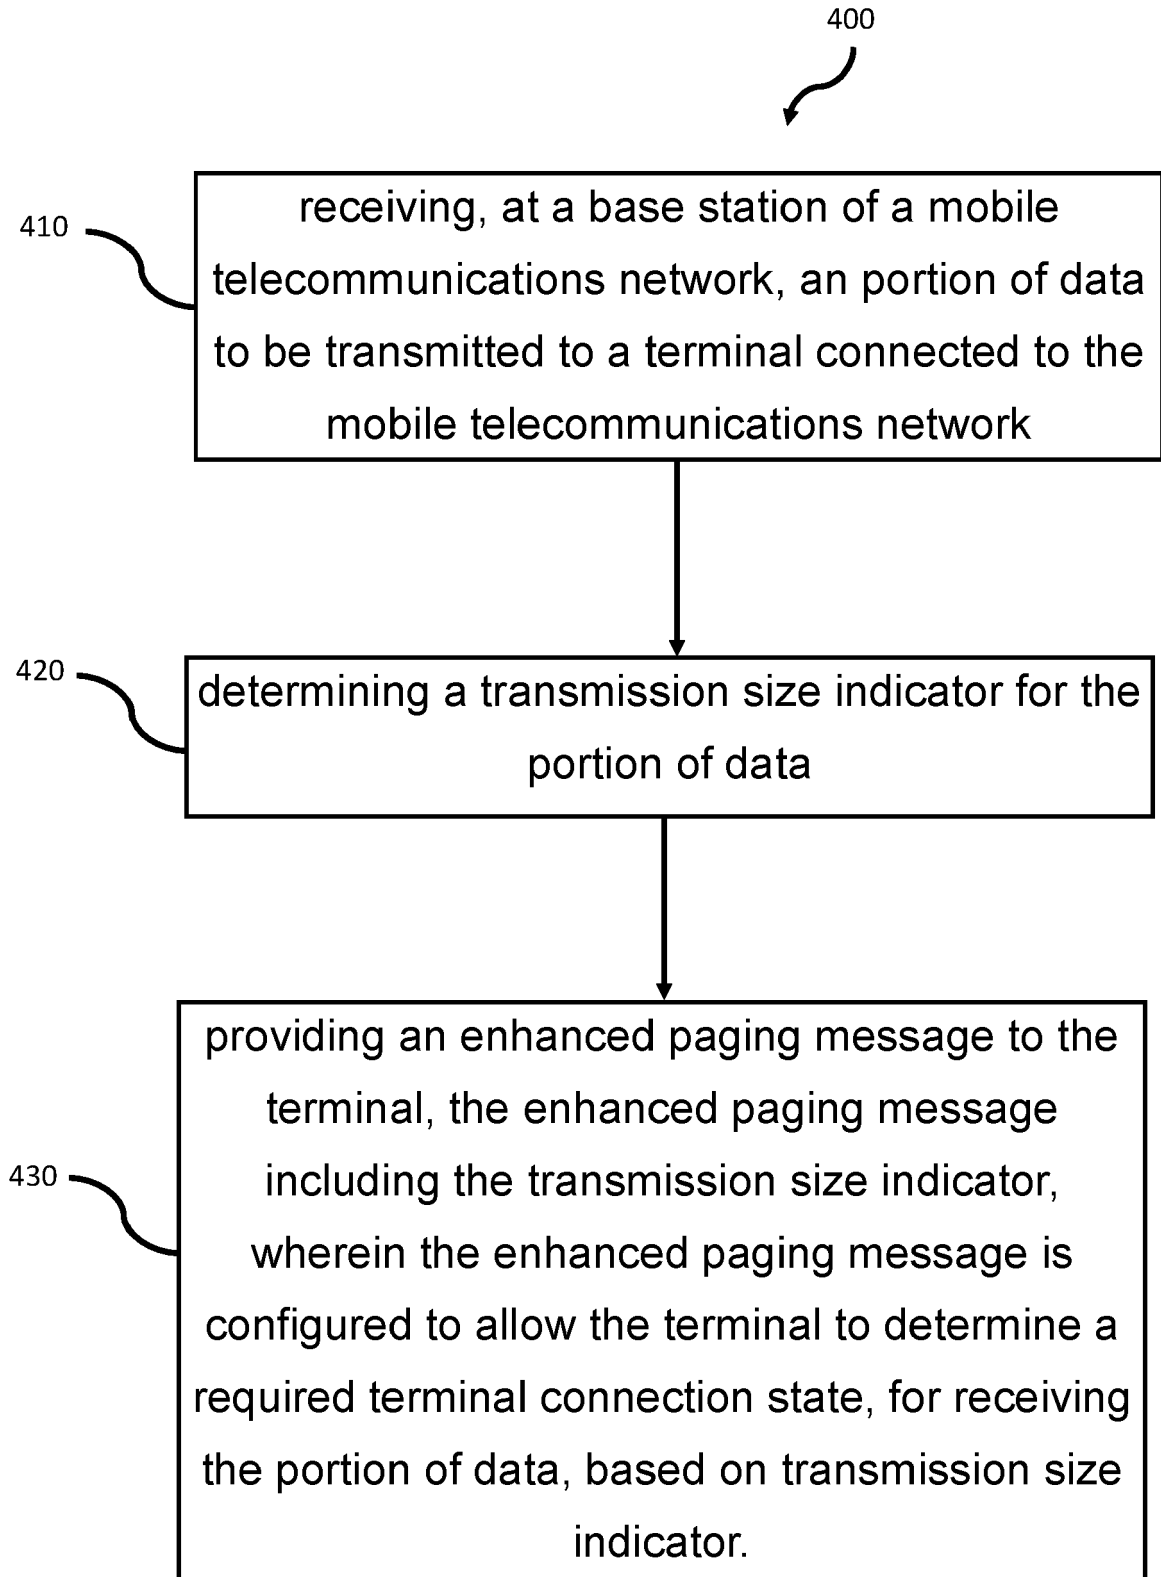 400
410
receiving, at a base station of a mobile
telecommunications network, an portion of data
to be transmitted to a terminal connected to the
mobile telecommunications network
420
determining a transmission size indicator for the
portion of data
430
providing an enhanced paging message to the
terminal, the enhanced paging message
including the transmission size indicator,
wherein the enhanced paging message is
configured to allow the terminal to determine a
required terminal connection state, for receiving
the portion of data, based on transmission size
indicator.